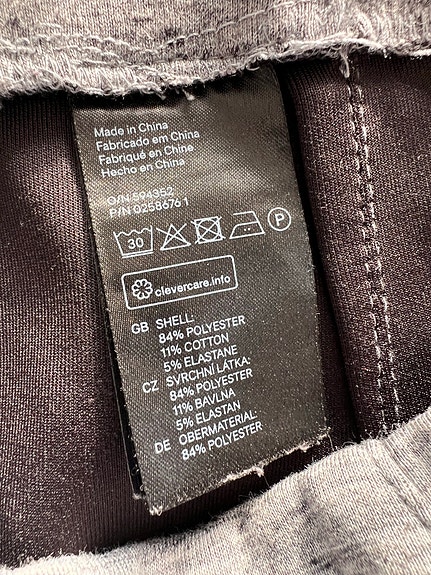 Made in China
Fabricado em China
Fabriqué en Chine
Hecho en China
O/N 594352
P/N 0258676 1
30 P
clevercare.info
GB SHELL:
84% POLYESTER
11% COTTON
5% ELASTANE
CZ SVRCHNÍ LÁTKA:
84% POLYESTER
11% BAVLNA
5% ELASTAN
DE OBERMATERIAL:
84% POLYESTER